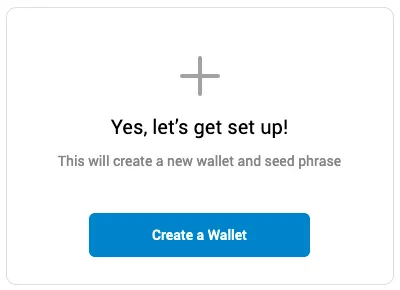 Yes, let’s get set up!
This will create a new wallet and seed phrase
Create a Wallet